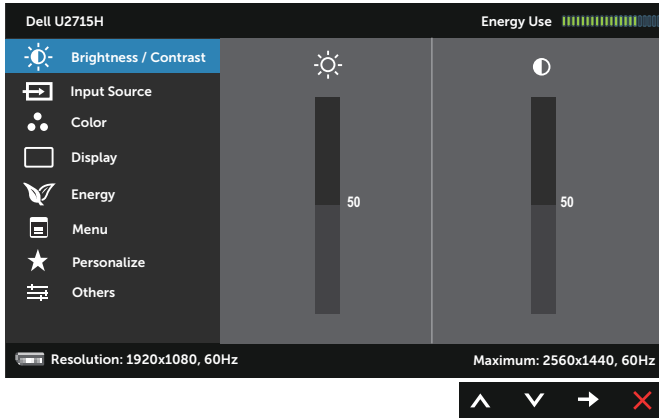 Dell U2715H
Energy Use
Brightness / Contrast
Input Source
Color
Display
Energy
Menu
Personalize
Others
50
50
Resolution: 1920x1080, 60Hz
Maximum: 2560x1440, 60Hz